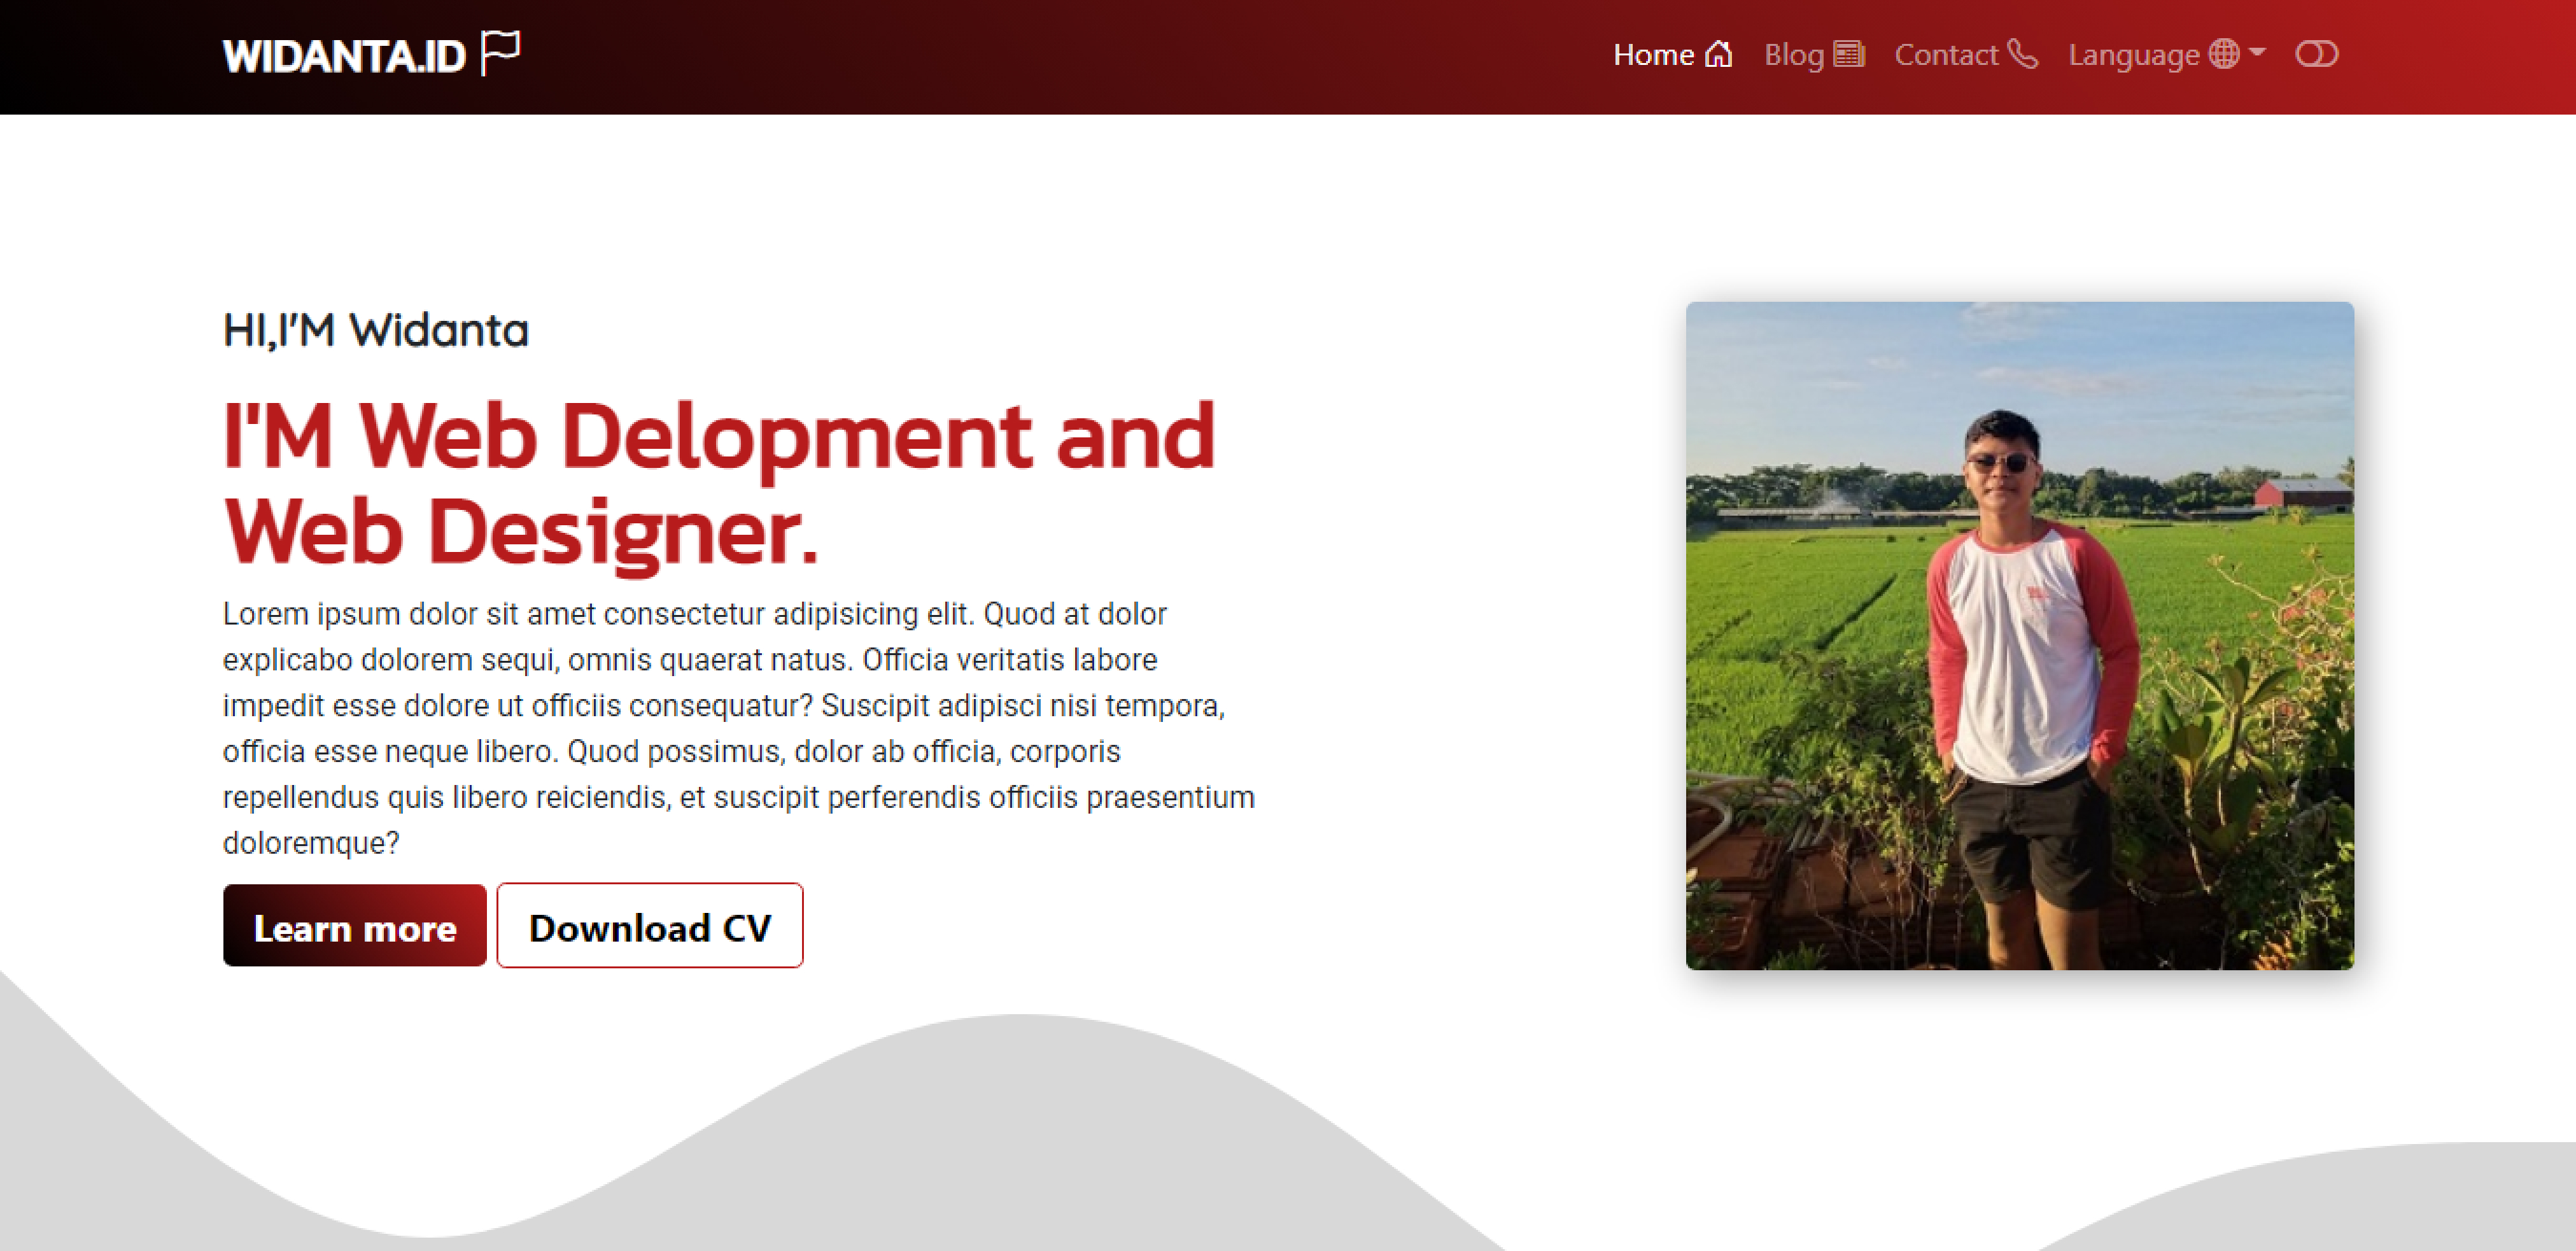 WIDANTA.ID
Home Blog Contact Language
HI,I'M Widanta
I'M Web Delopment and
Web Designer.
Lorem ipsum dolor sit amet consectetur adipisicing elit. Quod at dolor
explicabo dolorem sequi, omnis quaerat natus. Officia veritatis labore
impedit esse dolore ut officiis consequatur? Suscipit adipisci nisi tempora,
officia esse neque libero. Quod possimus, dolor ab officia, corporis
repellendus quis libero reiciendis, et suscipit perferendis officiis praesentium
doloremque?
Learn more Download CV